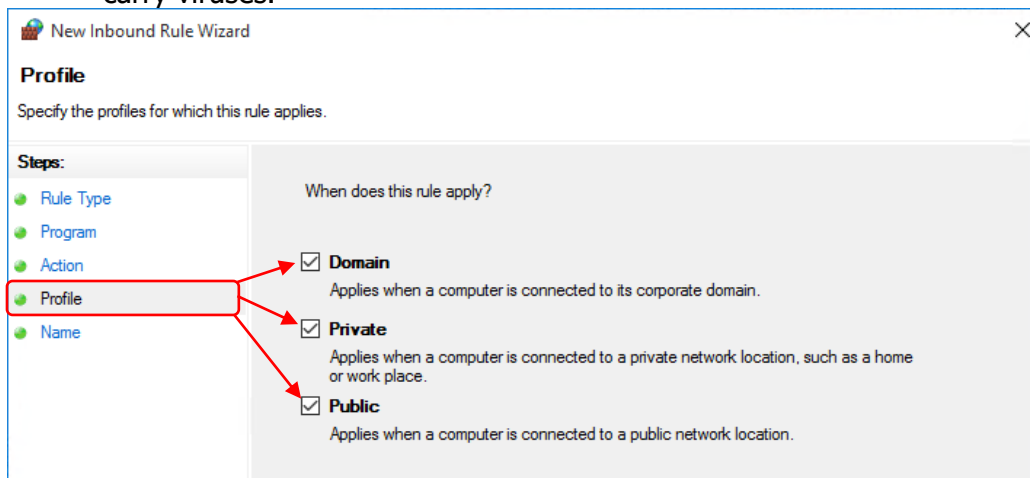 carry viruses.
New Inbound Rule Wizard
Profile
Specify the profiles for which this rule applies.
Steps:
Rule Type
Program
Action
Profile
Name
When does this rule apply?
Domain
Applies when a computer is connected to its corporate domain.
Private
Applies when a computer is connected to a private network location, such as a home
or work place.
Public
Applies when a computer is connected to a public network location.